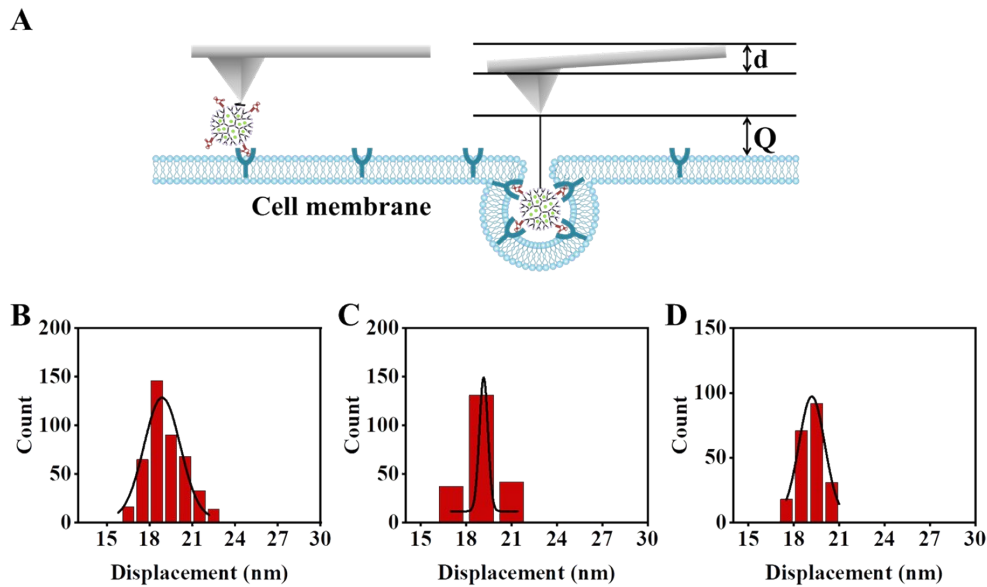 A
d
Q
Cell membrane
B
200
150
100
50
0
Count
15 18 21 24 27 30
Displacement (nm)
C
200
150
100
50
0
Count
15 18 21 24 27 30
Displacement (nm)
D
150
100
50
0
Count
15 18 21 24 27 30
Displacement (nm)